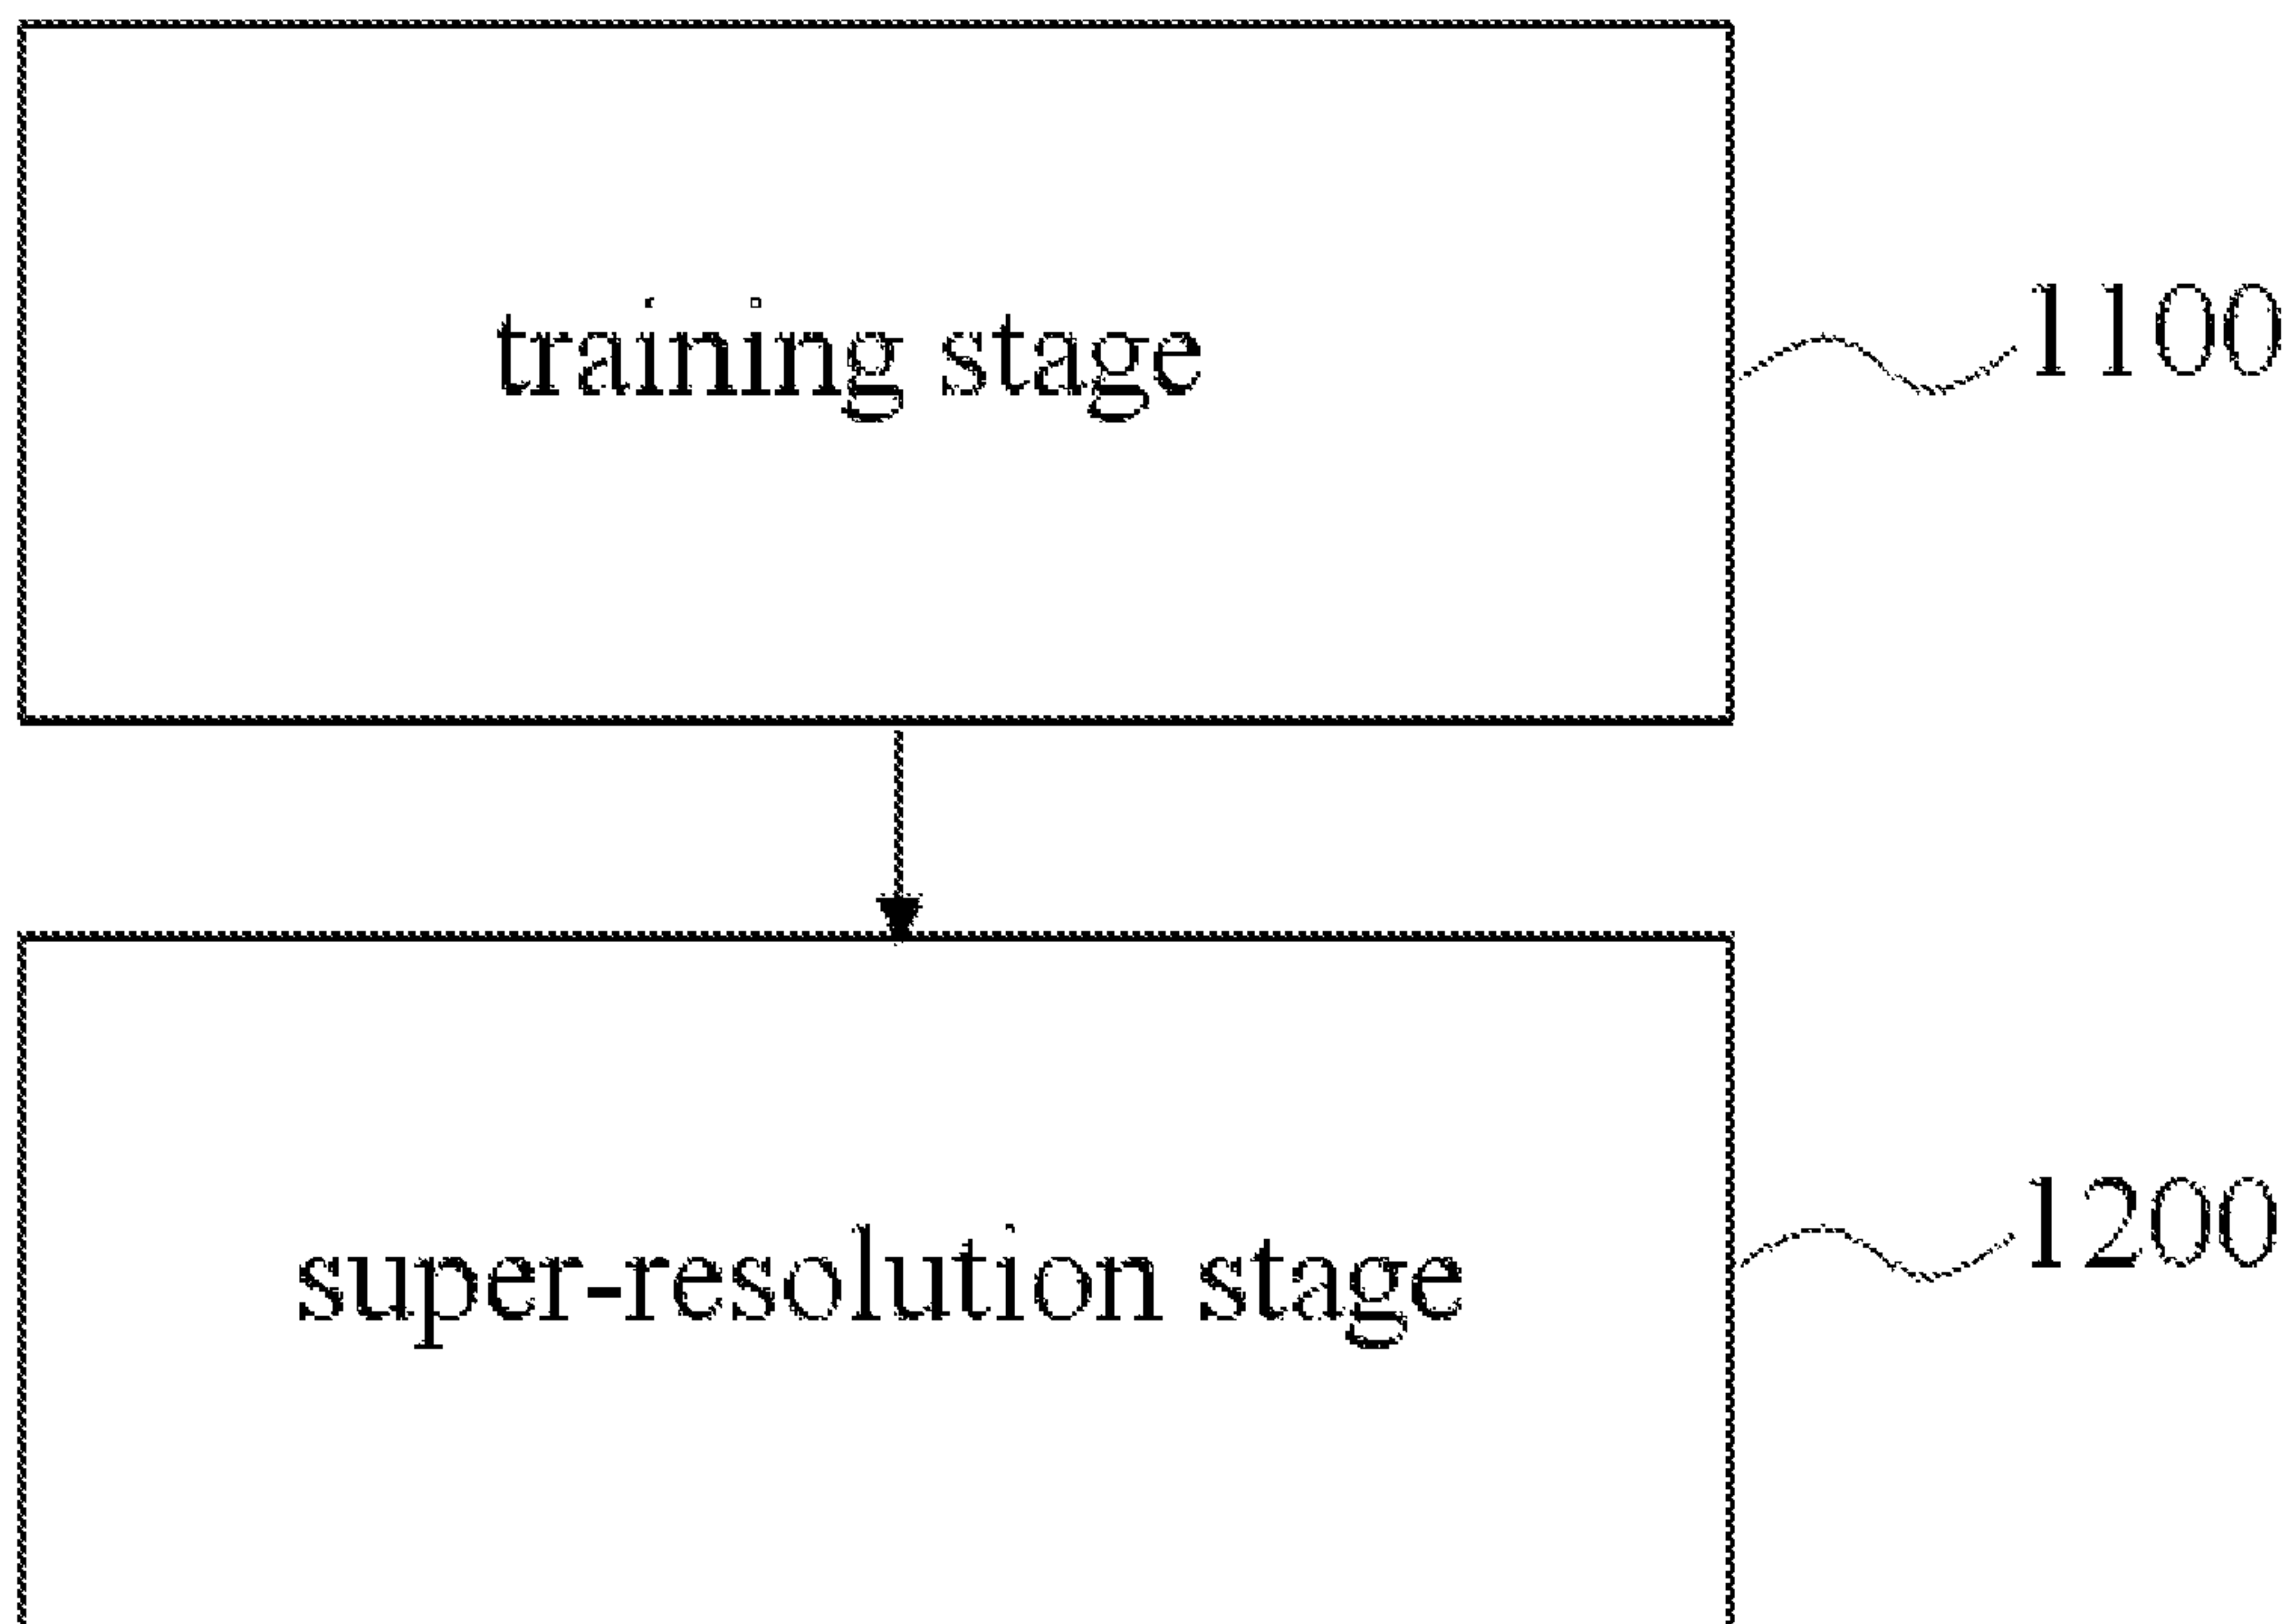 training stage
1100
super-resolution stage
1200